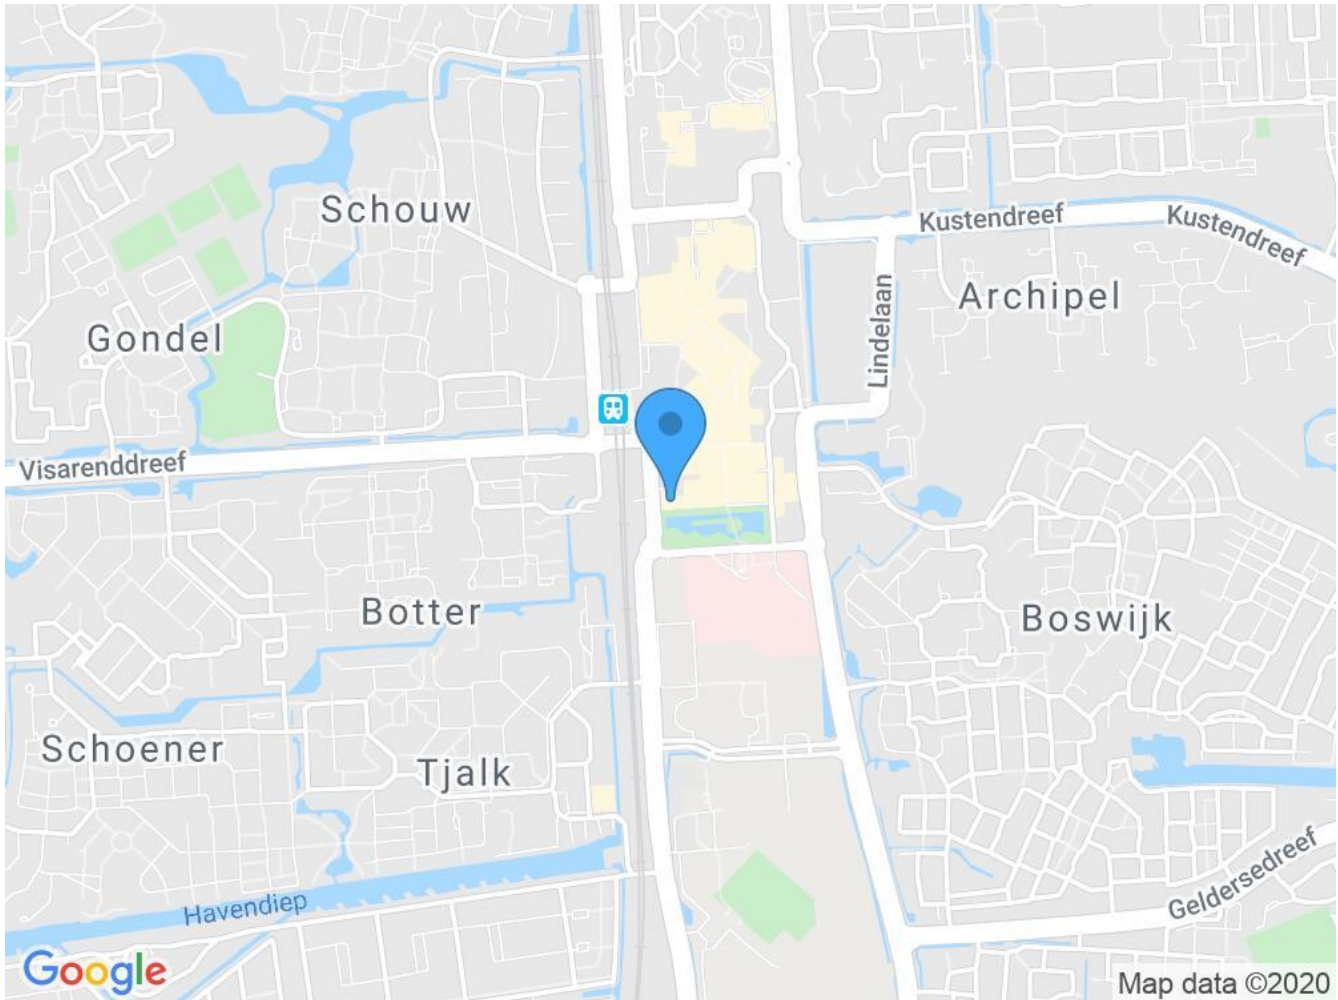 Schouw
Kustendreef
Kustendreef
Archipel
Lindelaan
Gondel
Visarenddreef
Botter
Boswijk
Schoener
Tjalk
Geldersedreef
Havendiep
Google
Map data ©2020